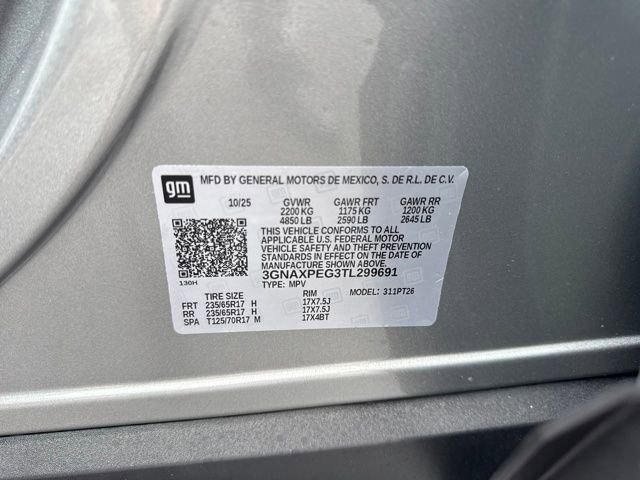 gm MFD BY GENERAL MOTORS DE MEXICO, S. DE R.L. DE C.V.
10/25 GVWR GAWR FRT GAWR RR
2200 KG 1175 KG 1200 KG
4850 LB 2590 LB 2645 LB
THIS VEHICLE CONFORMS TO ALL
APPLICABLE U.S. FEDERAL MOTOR
VEHICLE SAFETY AND THEFT PREVENTION
STANDARDS IN EFFECT ON THE DATE OF
MANUFACTURE SHOWN ABOVE.
3GNAXPEG3TL299691
130H TYPE: MPV MODEL: 311PT26
TIRE SIZE RIM
FRT 235/65R17 H 17X7.5J
RR 235/65R17 H 17X7.5J
SPA T125/70R17 M 17X4BT